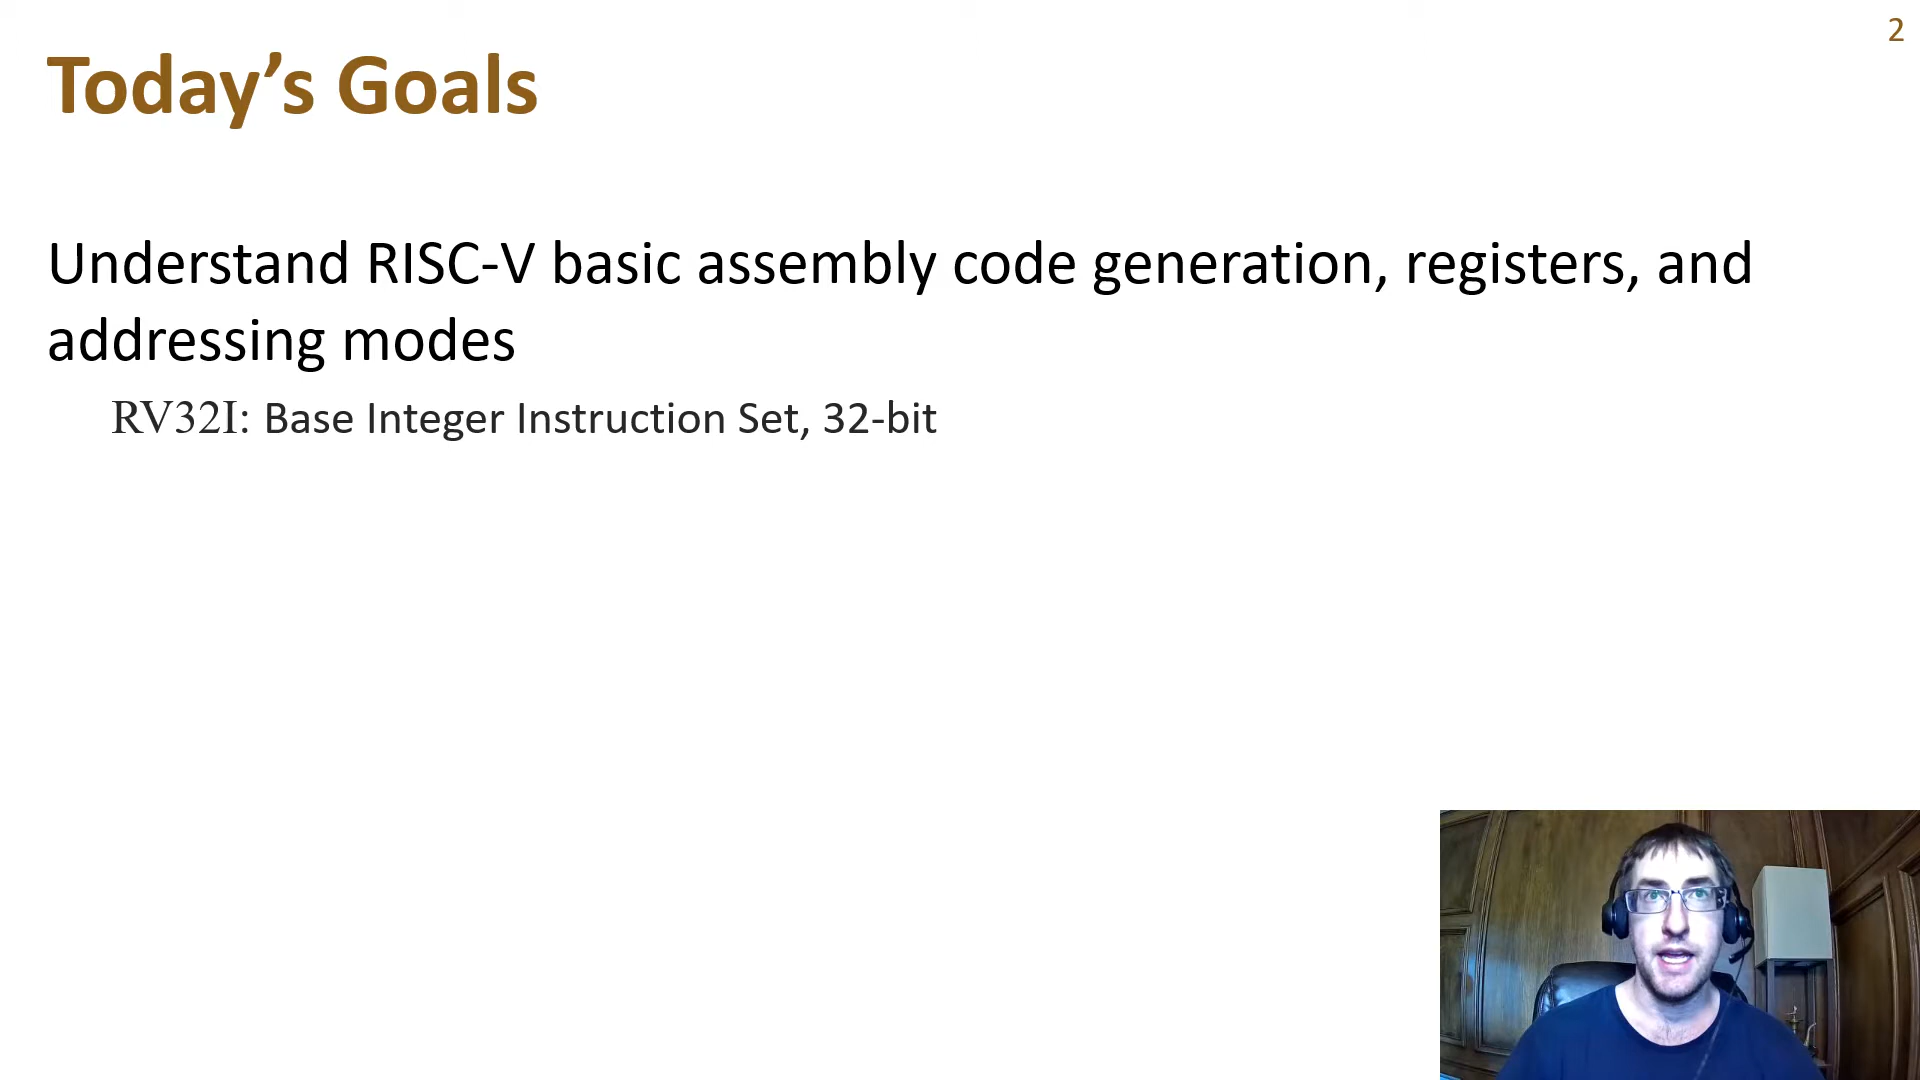 2
Today’s Goals
Understand RISC-V basic assembly code generation, registers, and
addressing modes
RV32I: Base Integer Instruction Set, 32-bit